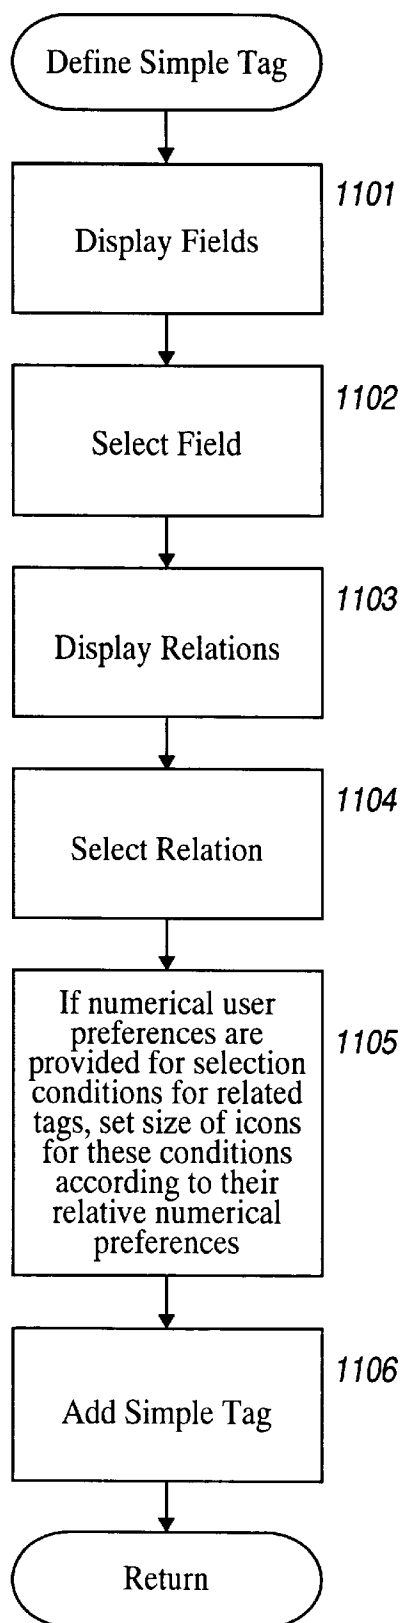 Define Simple Tag
1101
Display Fields
1102
Select Field
1103
Display Relations
1104
Select Relation
If numerical user
preferences are
1105
provided for selection
conditions for related
tags, set size of icons
for these conditions
according to their
relative numerical
preferences
1106
Add Simple Tag
Return